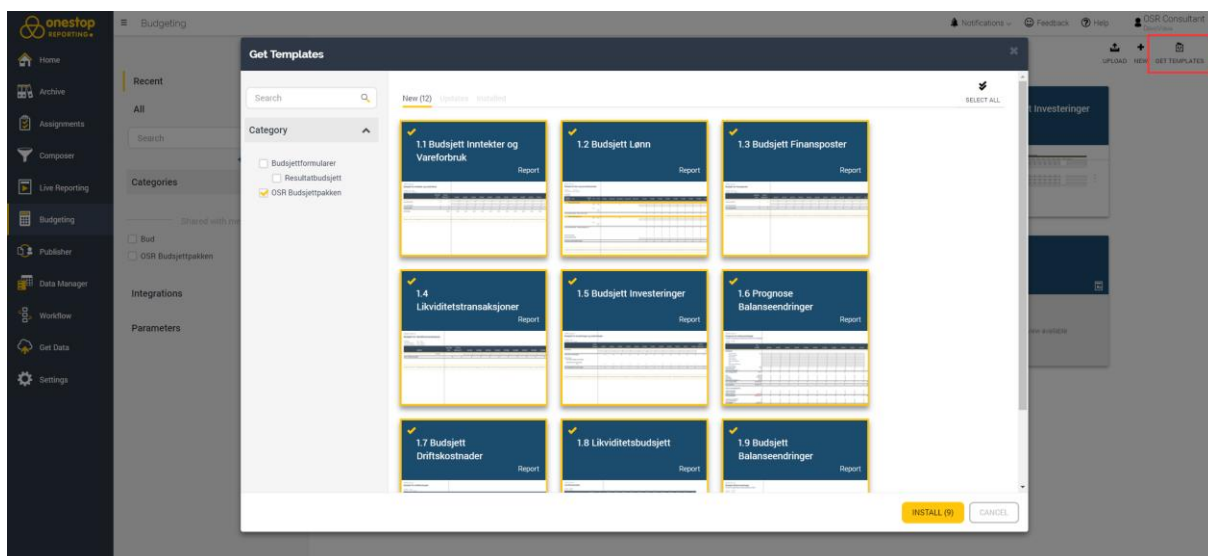 onestop
REPORTING
Budgeting
Notifications
Feedback
Help
OSR Consultant
Home
Archive
Assignments
Composer
Live Reporting
Budgeting
Publisher
Data Manager
Workflow
Get Data
Settings
Recent
All
Search
Categories
Shared with me
Bud
OSR Budsjettpakken
Integrations
Parameters
UPLOAD
NEW
GET TEMPLATES
t Investeringer
Get Templates
Search
Category
Budsjettformularer
Resultatbudsjett
OSR Budsjettpakken
New (12)
Updates
Installed
SELECT ALL
1.1 Budsjett Inntekter og
Vareforbruk
Report
1.2 Budsjett Lønn
Report
1.3 Budsjett Finansposter
Report
1.4
Likviditetstransaksjoner
Report
1.5 Budsjett Investeringer
Report
1.6 Prognose
Balanseendringer
Report
1.7 Budsjett
Driftskostnader
Report
1.8 Likviditetsbudsjett
Report
1.9 Budsjett
Balanseendringer
Report
available
INSTALL (9)
CANCEL